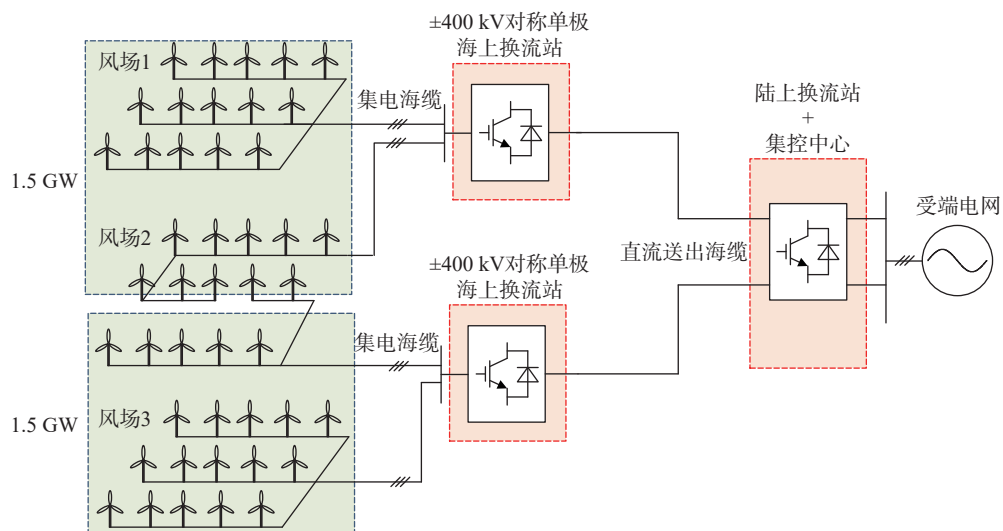 ±400 kV对称单极
海上换流站
风场1
集电海缆
陆上换流站
+
集控中心
1.5 GW
受端电网
风场2
直流送出海缆
±400 kV对称单极
海上换流站
集电海缆
风场3
1.5 GW